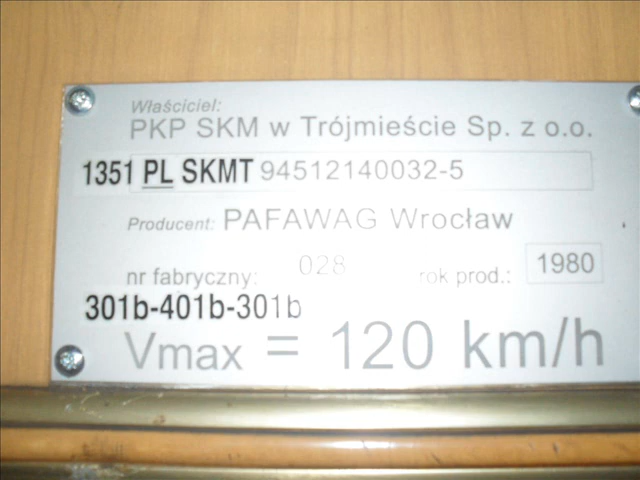 Właściciel:
PKP SKM w Trójmieście Sp. z o.o.
1351 PL SKMT 94512140032-5
Producent: PAFAWAG Wrocław
nr fabryczny: 028 rok prod.: 1980
301b-401b-301b
Vmax = 120 km/h